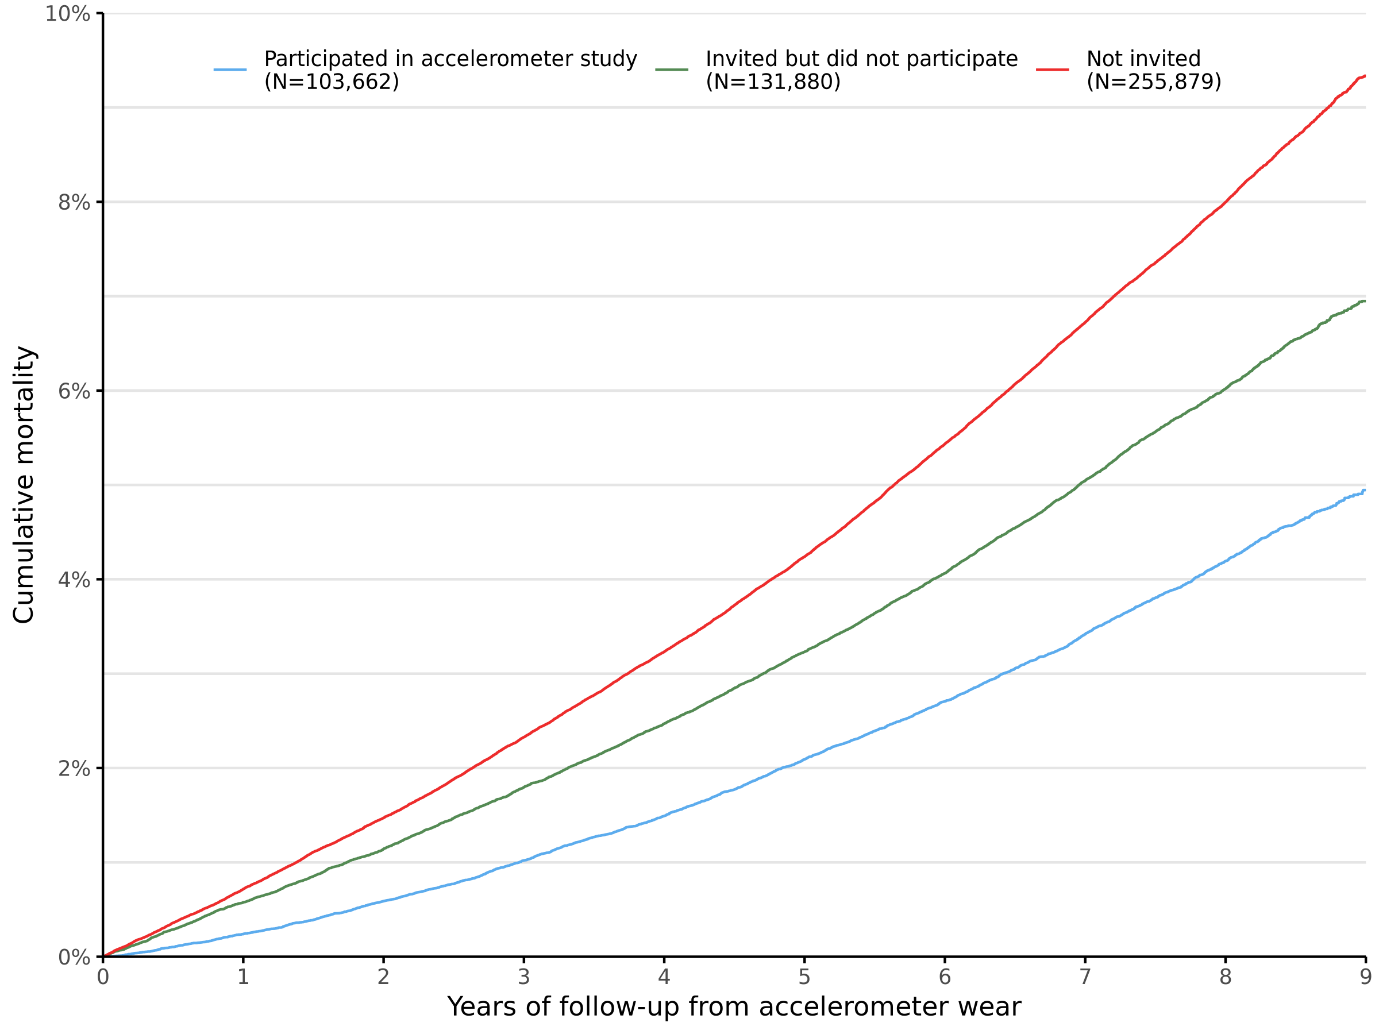 10%
8%
6%
4%
2%
0%
Cumulative mortality
Participated in accelerometer study
(N=103,662)
Invited but did not participate
(N=131,880)
Not invited
(N=255,879)
0 1 2 3 4 5 6 7 8 9
Years of follow-up from accelerometer wear